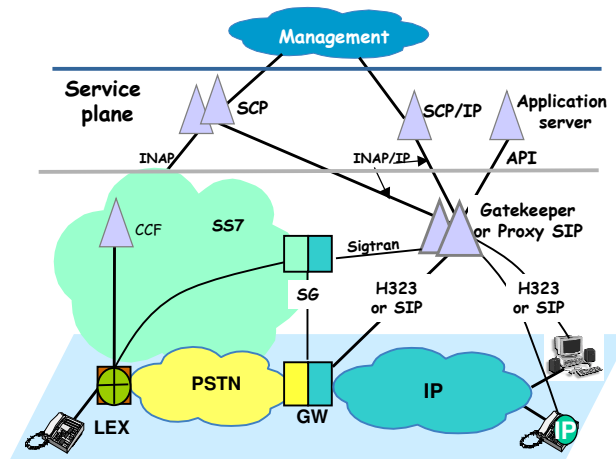 Management
Service
plane
SCP
SCP/IP
Application
server
INAP
INAP/IP
API
CCF
SS7
Gatekeeper
or Proxy SIP
Sigtran
SG
H323
or SIP
H323
or SIP
PSTN
IP
LEX
GW
IP